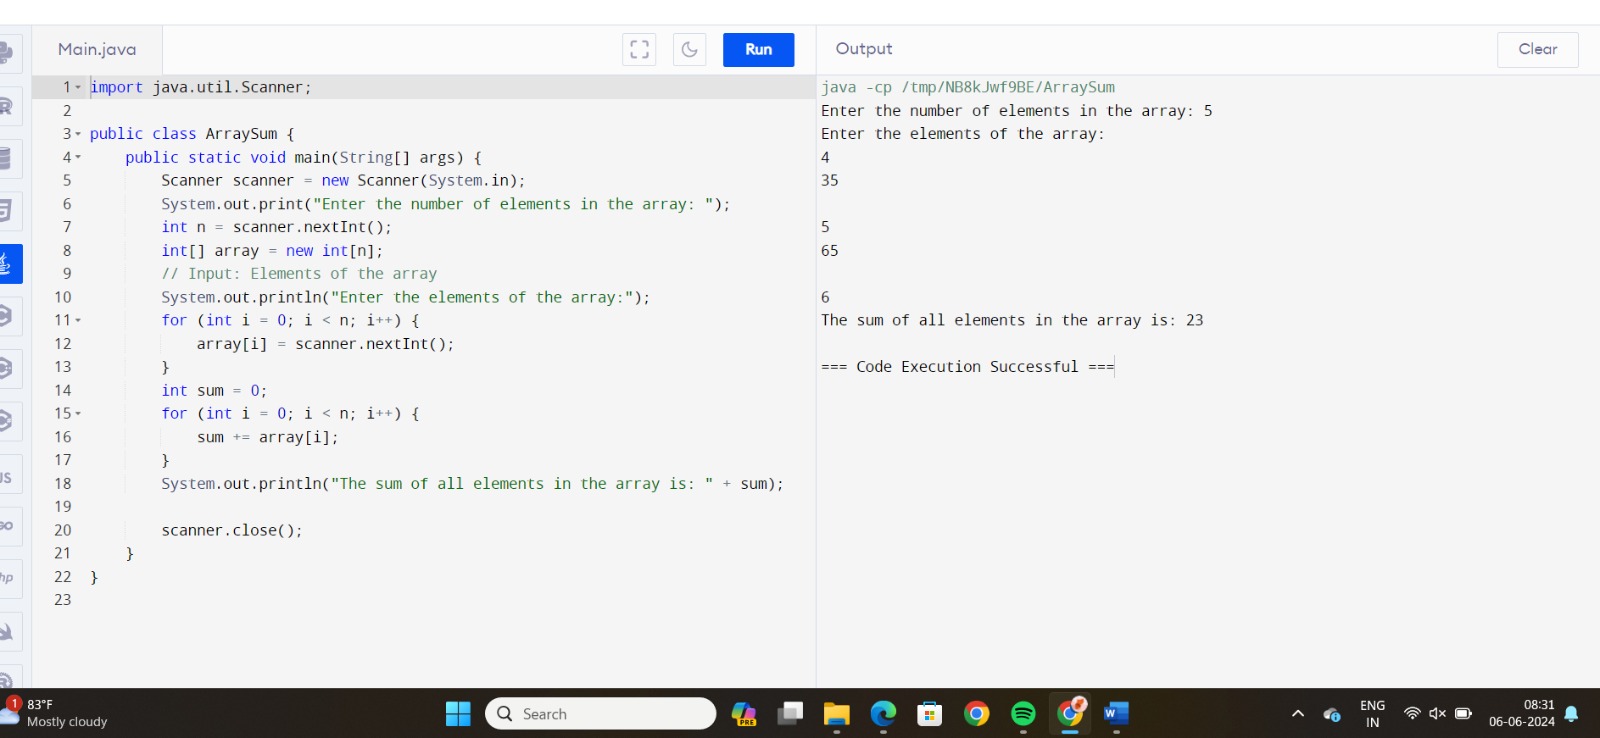 Main.java
Run
1 import java.util.Scanner;
2
3 public class ArraySum {
4 public static void main(String[] args) {
5 Scanner scanner = new Scanner(System.in);
6 System.out.print("Enter the number of elements in the array: ");
7 int n = scanner.nextInt();
8 int[] array = new int[n];
9 // Input: Elements of the array
10 System.out.println("Enter the elements of the array:");
11 for (int i = 0; i < n; i++) {
12 array[i] = scanner.nextInt();
13 }
14 int sum = 0;
15 for (int i = 0; i < n; i++) {
16 sum += array[i];
17 }
18 System.out.println("The sum of all elements in the array is: " + sum);
19
20 scanner.close();
21 }
22 }
23
Output
Clear
java -cp /tmp/NB8kJwf9BE/ArraySum
Enter the number of elements in the array: 5
Enter the elements of the array:
4
35
5
65
6
The sum of all elements in the array is: 23
=== Code Execution Successful ===
1
83°F
Mostly cloudy
Search
PRE
ENG
IN
08:31
06-06-2024